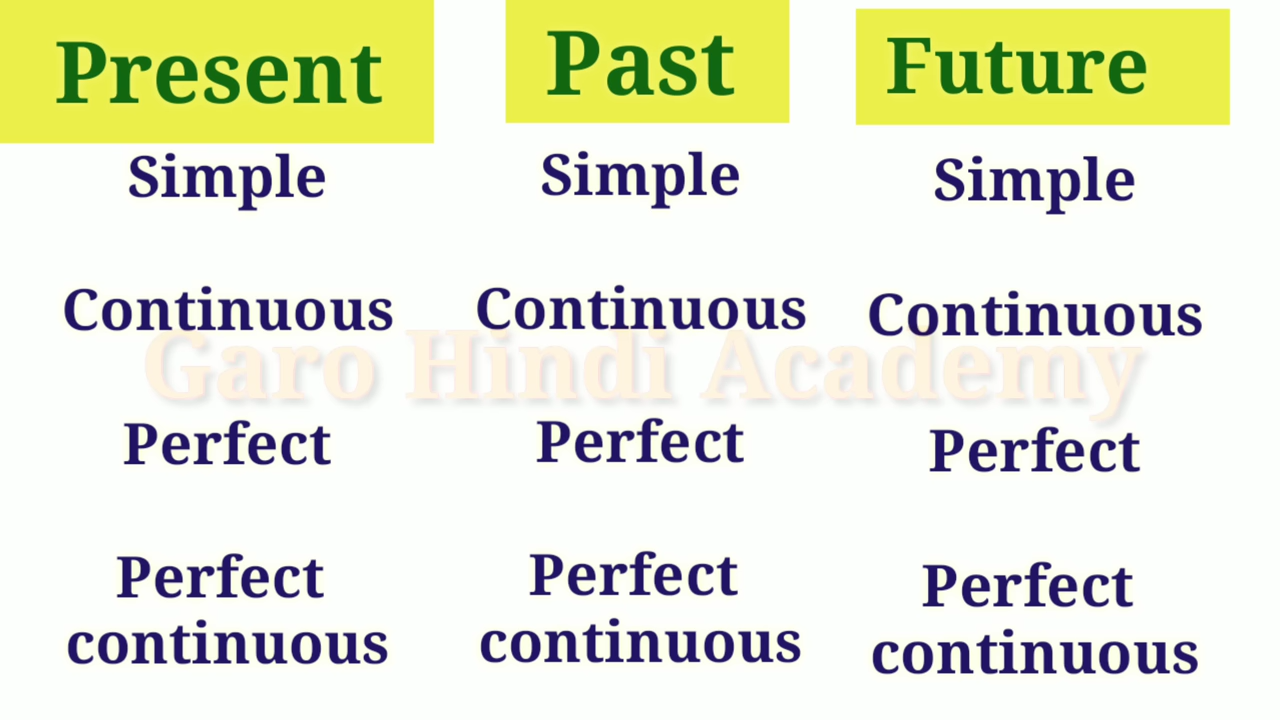 Present Past Future
Simple Simple Simple
Continuous Continuous Continuous
Garo Hindi Academy
Perfect Perfect Perfect
Perfect Perfect Perfect
continuous continuous continuous